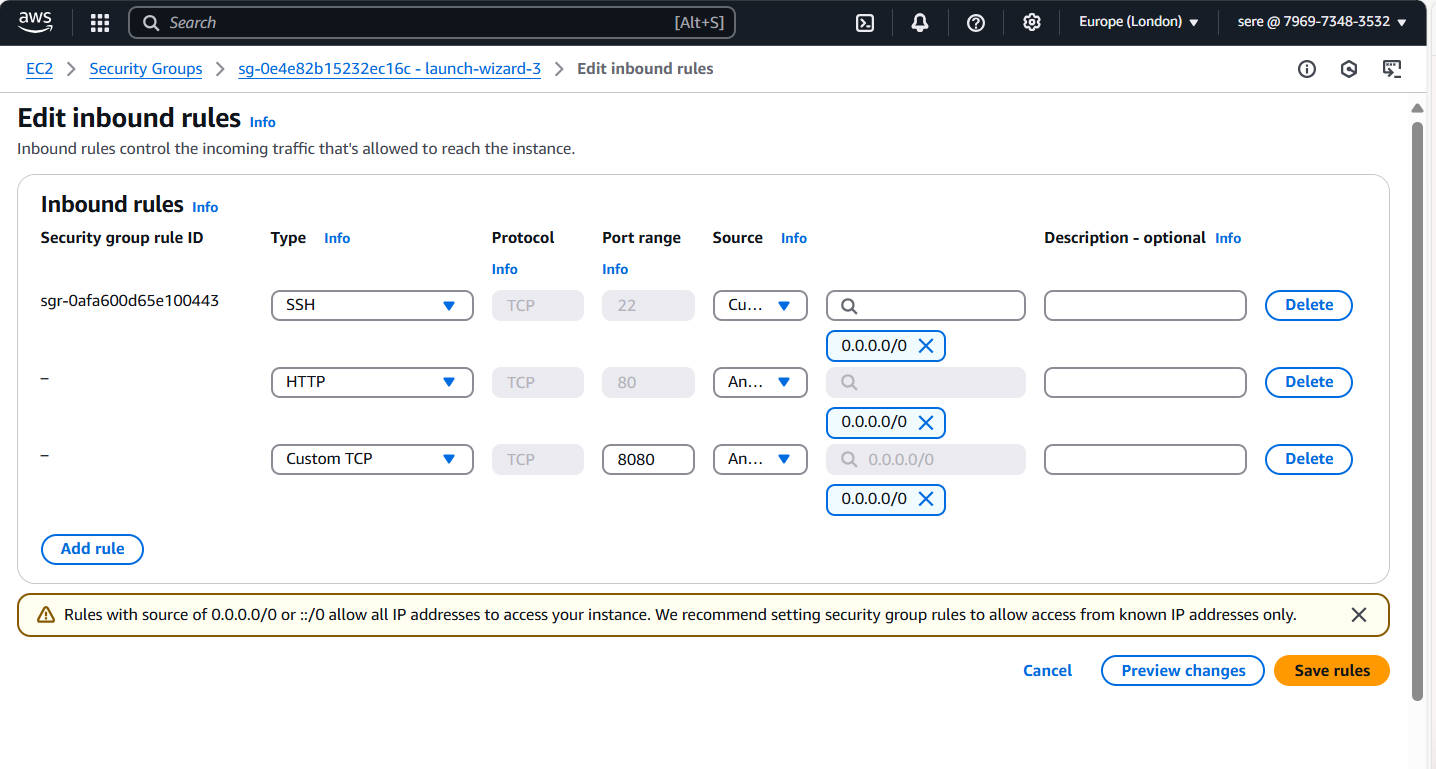 aws
Search [Alt+S] Europe (London) sere @ 7969-7348-3532
EC2 Security Groups sg-0e4e82b15232ec16c - launch-wizard-3 Edit inbound rules
Edit inbound rules Info
Inbound rules control the incoming traffic that's allowed to reach the instance.
Inbound rules Info
Security group rule ID Type Info Protocol Port range Source Info Description - optional Info
Info Info
sgr-0afa600d65e100443 SSH TCP 22 Cu... Delete
0.0.0.0/0
– HTTP TCP 80 An... Delete
0.0.0.0/0
– Custom TCP TCP 8080 An... 0.0.0.0/0 Delete
0.0.0.0/0
Add rule
Rules with source of 0.0.0.0/0 or ::/0 allow all IP addresses to access your instance. We recommend setting security group rules to allow access from known IP addresses only.
Cancel Preview changes Save rules